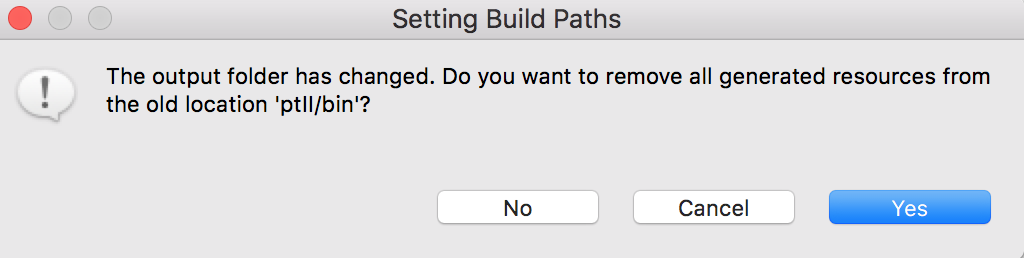 Setting Build Paths
The output folder has changed. Do you want to remove all generated resources from
the old location 'ptII/bin'?
No
Cancel
Yes